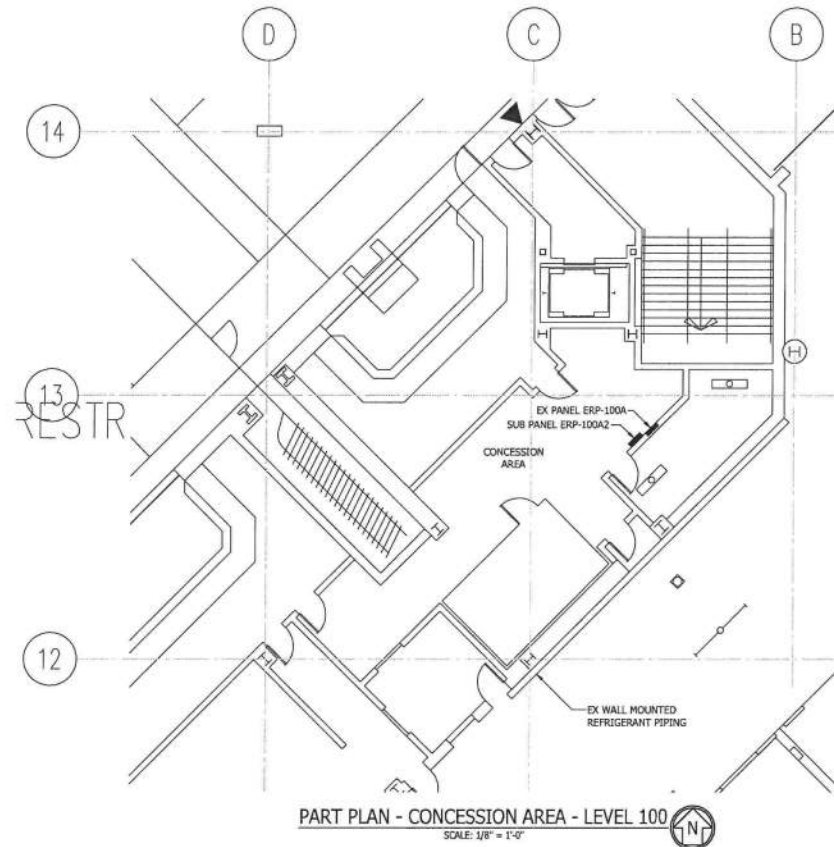 D
C
B
14
13
RESTR
EX PANEL ERP-100A
SUB PANEL ERP-100A2
CONCESSION
AREA
12
EX WALL MOUNTED
REFRIGERANT PIPING
PART PLAN - CONCESSION AREA - LEVEL 100
SCALE: 1/8" = 1'-0"
N